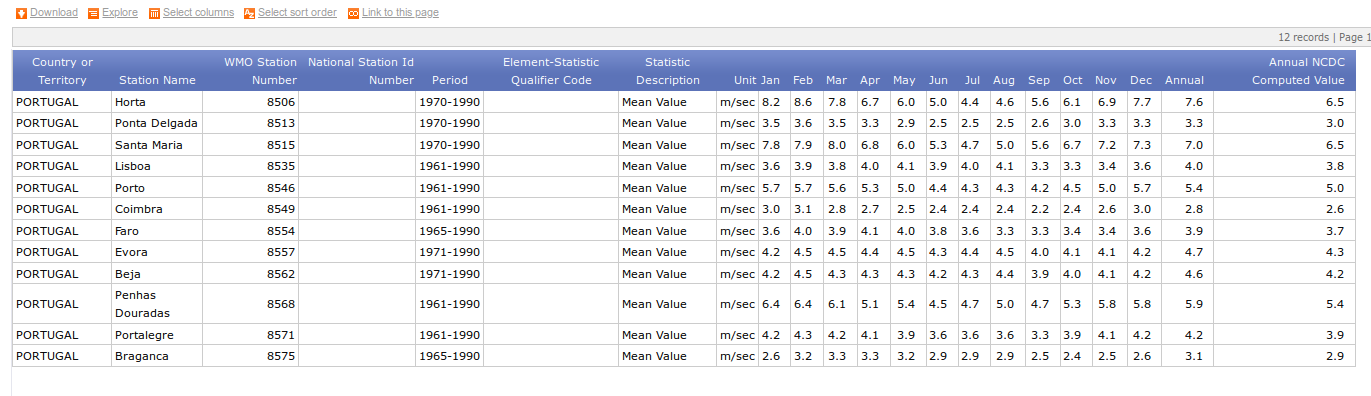 Download Explore Select columns Select sort order Link to this page
12 records | Page 1
Country or Territory Station Name WMO Station Number National Station Id Number Period Element-Statistic Qualifier Code Statistic Description Unit Jan Feb Mar Apr May Jun Jul Aug Sep Oct Nov Dec Annual Annual NCDC Computed Value
PORTUGAL Horta 8506 1970-1990 Mean Value m/sec 8.2 8.6 7.8 6.7 6.0 5.0 4.4 4.6 5.6 6.1 6.9 7.7 7.6 6.5
PORTUGAL Ponta Delgada 8513 1970-1990 Mean Value m/sec 3.5 3.6 3.5 3.3 2.9 2.5 2.5 2.5 2.6 3.0 3.3 3.3 3.3 3.0
PORTUGAL Santa Maria 8515 1970-1990 Mean Value m/sec 7.8 7.9 8.0 6.8 6.0 5.3 4.7 5.0 5.6 6.7 7.2 7.3 7.0 6.5
PORTUGAL Lisboa 8535 1961-1990 Mean Value m/sec 3.6 3.9 3.8 4.0 4.1 3.9 4.0 4.1 3.3 3.3 3.4 3.6 4.0 3.8
PORTUGAL Porto 8546 1961-1990 Mean Value m/sec 5.7 5.7 5.6 5.3 5.0 4.4 4.3 4.3 4.2 4.5 5.0 5.7 5.4 5.0
PORTUGAL Coimbra 8549 1961-1990 Mean Value m/sec 3.0 3.1 2.8 2.7 2.5 2.4 2.4 2.4 2.2 2.4 2.6 3.0 2.8 2.6
PORTUGAL Faro 8554 1965-1990 Mean Value m/sec 3.6 4.0 3.9 4.1 4.0 3.8 3.6 3.3 3.3 3.4 3.4 3.6 3.9 3.7
PORTUGAL Evora 8557 1971-1990 Mean Value m/sec 4.2 4.5 4.5 4.4 4.5 4.3 4.4 4.5 4.0 4.1 4.1 4.2 4.7 4.3
PORTUGAL Beja 8562 1971-1990 Mean Value m/sec 4.2 4.5 4.3 4.3 4.3 4.2 4.3 4.4 3.9 4.0 4.1 4.2 4.6 4.2
PORTUGAL Penhas Douradas 8568 1961-1990 Mean Value m/sec 6.4 6.4 6.1 5.1 5.4 4.5 4.7 5.0 4.7 5.3 5.8 5.8 5.9 5.4
PORTUGAL Portalegre 8571 1961-1990 Mean Value m/sec 4.2 4.3 4.2 4.1 3.9 3.6 3.6 3.6 3.3 3.9 4.1 4.2 4.2 3.9
PORTUGAL Braganca 8575 1965-1990 Mean Value m/sec 2.6 3.2 3.3 3.3 3.2 2.9 2.9 2.9 2.5 2.4 2.5 2.6 3.1 2.9